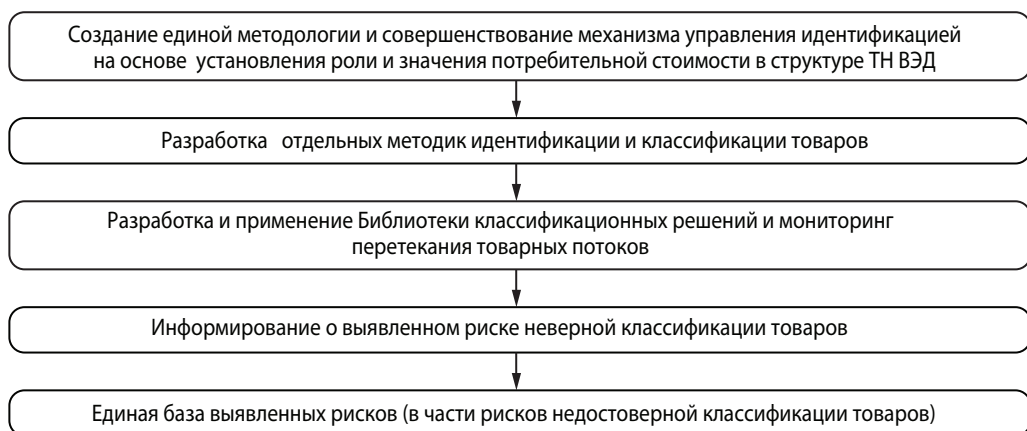 Создание единой методологии и совершенствование механизма управления идентификацией
на основе установления роли и значения потребительной стоимости в структуре ТН ВЭД
Разработка отдельных методик идентификации и классификации товаров
Разработка и применение Библиотеки классификационных решений и мониторинг
перетекания товарных потоков
Информирование о выявленном риске неверной классификации товаров
Единая база выявленных рисков (в части рисков недостоверной классификации товаров)